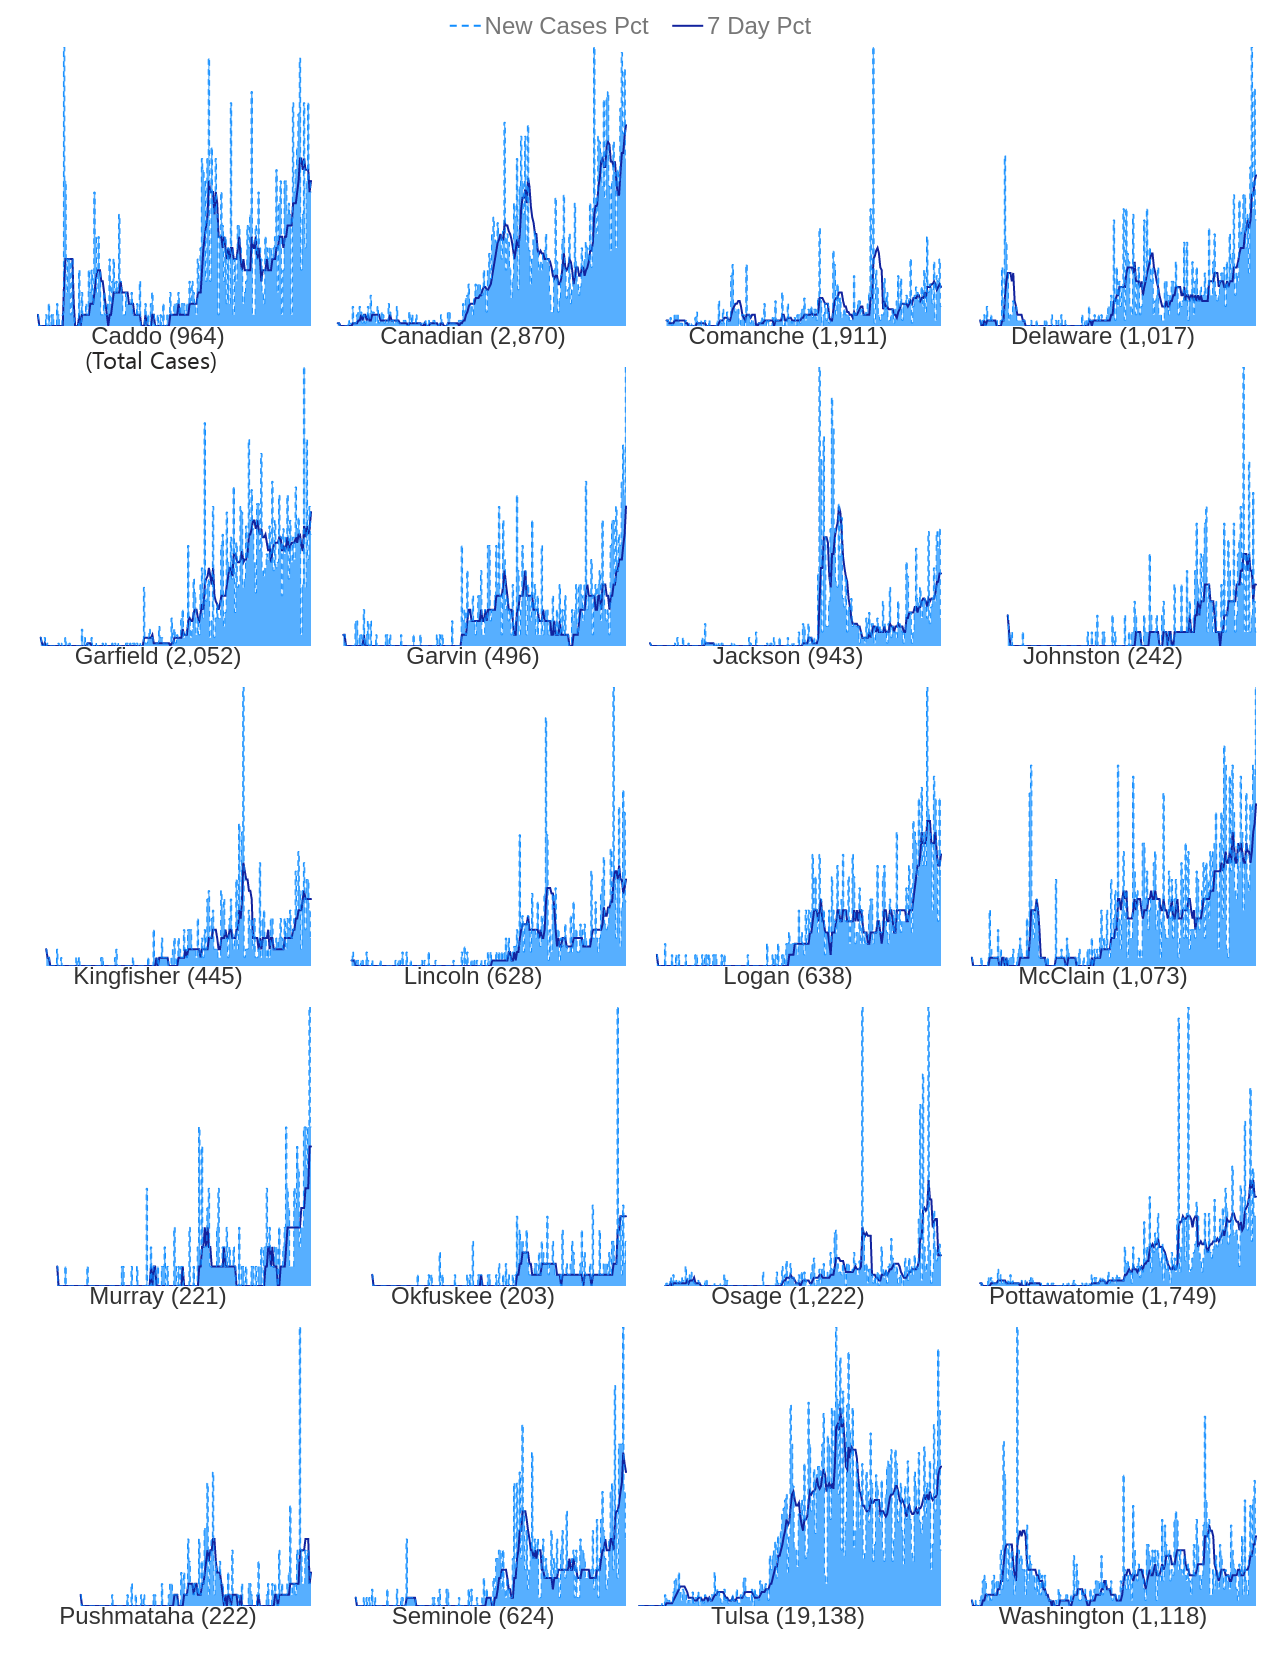 New Cases Pct 7 Day Pct
Caddo (964) Canadian (2,870) Comanche (1,911) Delaware (1,017)
(Total Cases)
Garfield (2,052) Garvin (496) Jackson (943) Johnston (242)
Kingfisher (445) Lincoln (628) Logan (638) McClain (1,073)
Murray (221) Okfuskee (203) Osage (1,222) Pottawatomie (1,749)
Pushmataha (222) Seminole (624) Tulsa (19,138) Washington (1,118)